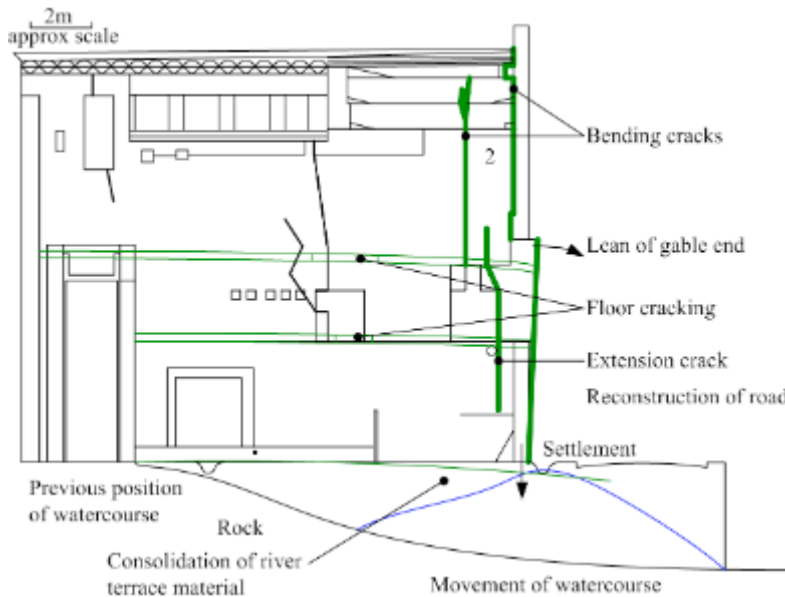 2m
approx scale
Bending cracks
2
Lean of gable end
Floor cracking
Extension crack
Reconstruction of road
Settlement
Previous position
of watercourse
Rock
Consolidation of river
terrace material
Movement of watercourse